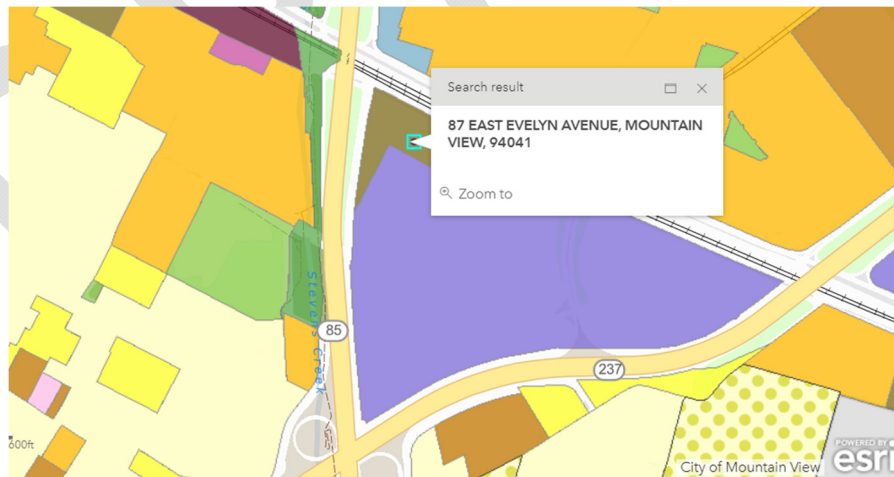 Search result
87 EAST EVELYN AVENUE, MOUNTAIN
VIEW, 94041
Zoom to
Stevens Creek
85
237
600ft
City of Mountain View
POWERED BY
esri